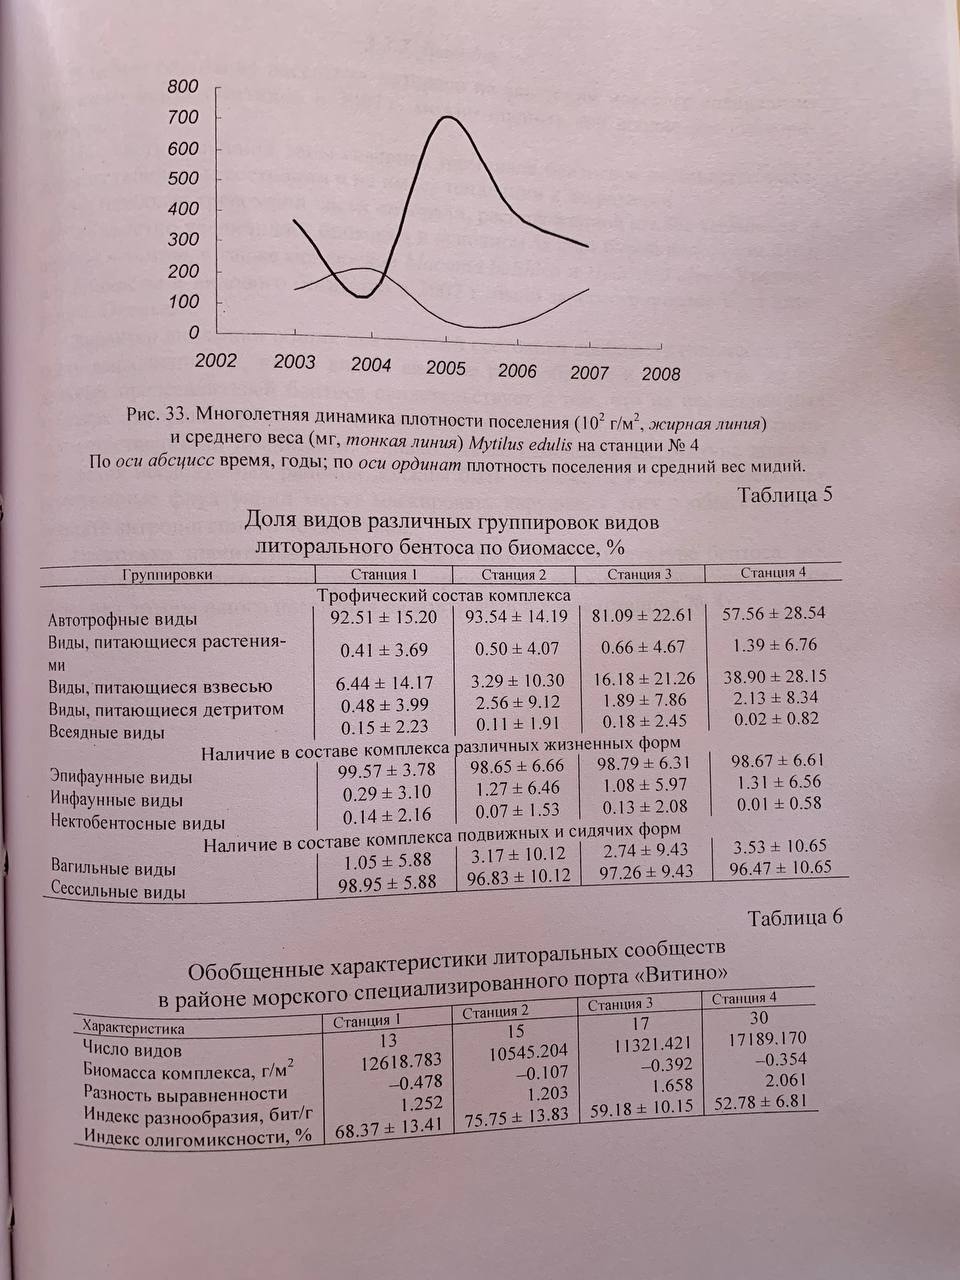 800
700
600
500
400
300
200
100
0
2002 2003 2004 2005 2006 2007 2008
Рис. 33. Многолетняя динамика плотности поселения (10² г/м², жирная линия)
и среднего веса (мг, тонкая линия) Mytilus edulis на станции № 4
По оси абсцисс время, годы; по оси ординат плотность поселения и средний вес мидий.
Таблица 5
Доля видов различных группировок видов
литорального бентоса по биомассе, %
Группировки Станция 1 Станция 2 Станция 3 Станция 4
Трофический состав комплекса
Автотрофные виды 92.51 ± 15.20 93.54 ± 14.19 81.09 ± 22.61 57.56 ± 28.54
Виды, питающиеся растения-
ми 0.41 ± 3.69 0.50 ± 4.07 0.66 ± 4.67 1.39 ± 6.76
Виды, питающиеся взвесью 6.44 ± 14.17 3.29 ± 10.30 16.18 ± 21.26 38.90 ± 28.15
Виды, питающиеся детритом 0.48 ± 3.99 2.56 ± 9.12 1.89 ± 7.86 2.13 ± 8.34
Всеядные виды 0.15 ± 2.23 0.11 ± 1.91 0.18 ± 2.45 0.02 ± 0.82
Наличие в составе комплекса различных жизненных форм
Эпифаунные виды 99.57 ± 3.78 98.65 ± 6.66 98.79 ± 6.31 98.67 ± 6.61
Инфаунные виды 0.29 ± 3.10 1.27 ± 6.46 1.08 ± 5.97 1.31 ± 6.56
Нектобентосные виды 0.14 ± 2.16 0.07 ± 1.53 0.13 ± 2.08 0.01 ± 0.58
Наличие в составе комплекса подвижных и сидячих форм
Вагильные виды 1.05 ± 5.88 3.17 ± 10.12 2.74 ± 9.43 3.53 ± 10.65
Сессильные виды 98.95 ± 5.88 96.83 ± 10.12 97.26 ± 9.43 96.47 ± 10.65
Таблица 6
Обобщенные характеристики литоральных сообществ
в районе морского специализированного порта «Витино»
Характеристика Станция 1 Станция 2 Станция 3 Станция 4
Число видов 13 15 17 30
Биомасса комплекса, г/м² 12618.783 10545.204 11321.421 17189.170
Разность выравненности –0.478 –0.107 –0.392 –0.354
Индекс разнообразия, бит/г 1.252 1.203 1.658 2.061
Индекс олигомиксности, % 68.37 ± 13.41 75.75 ± 13.83 59.18 ± 10.15 52.78 ± 6.81